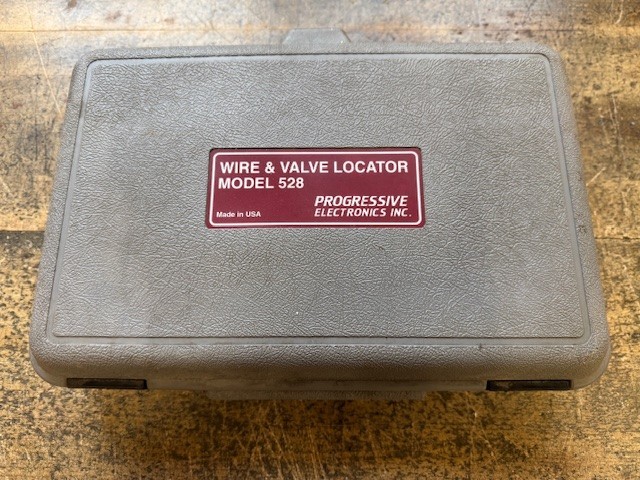 WIRE & VALVE LOCATOR
MODEL 528
PROGRESSIVE
Made in USA ELECTRONICS INC.